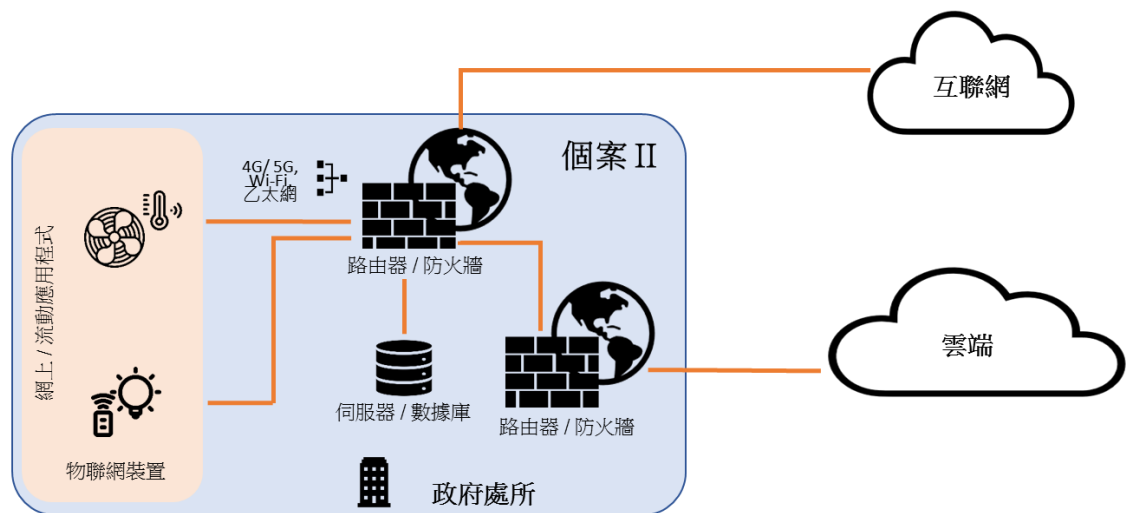 互聯網
個案 II
4G/ 5G,
Wi-Fi,
乙太網
網上 / 流動應用程式
路由器 / 防火牆
雲端
伺服器 / 數據庫
路由器 / 防火牆
物聯網裝置
政府處所